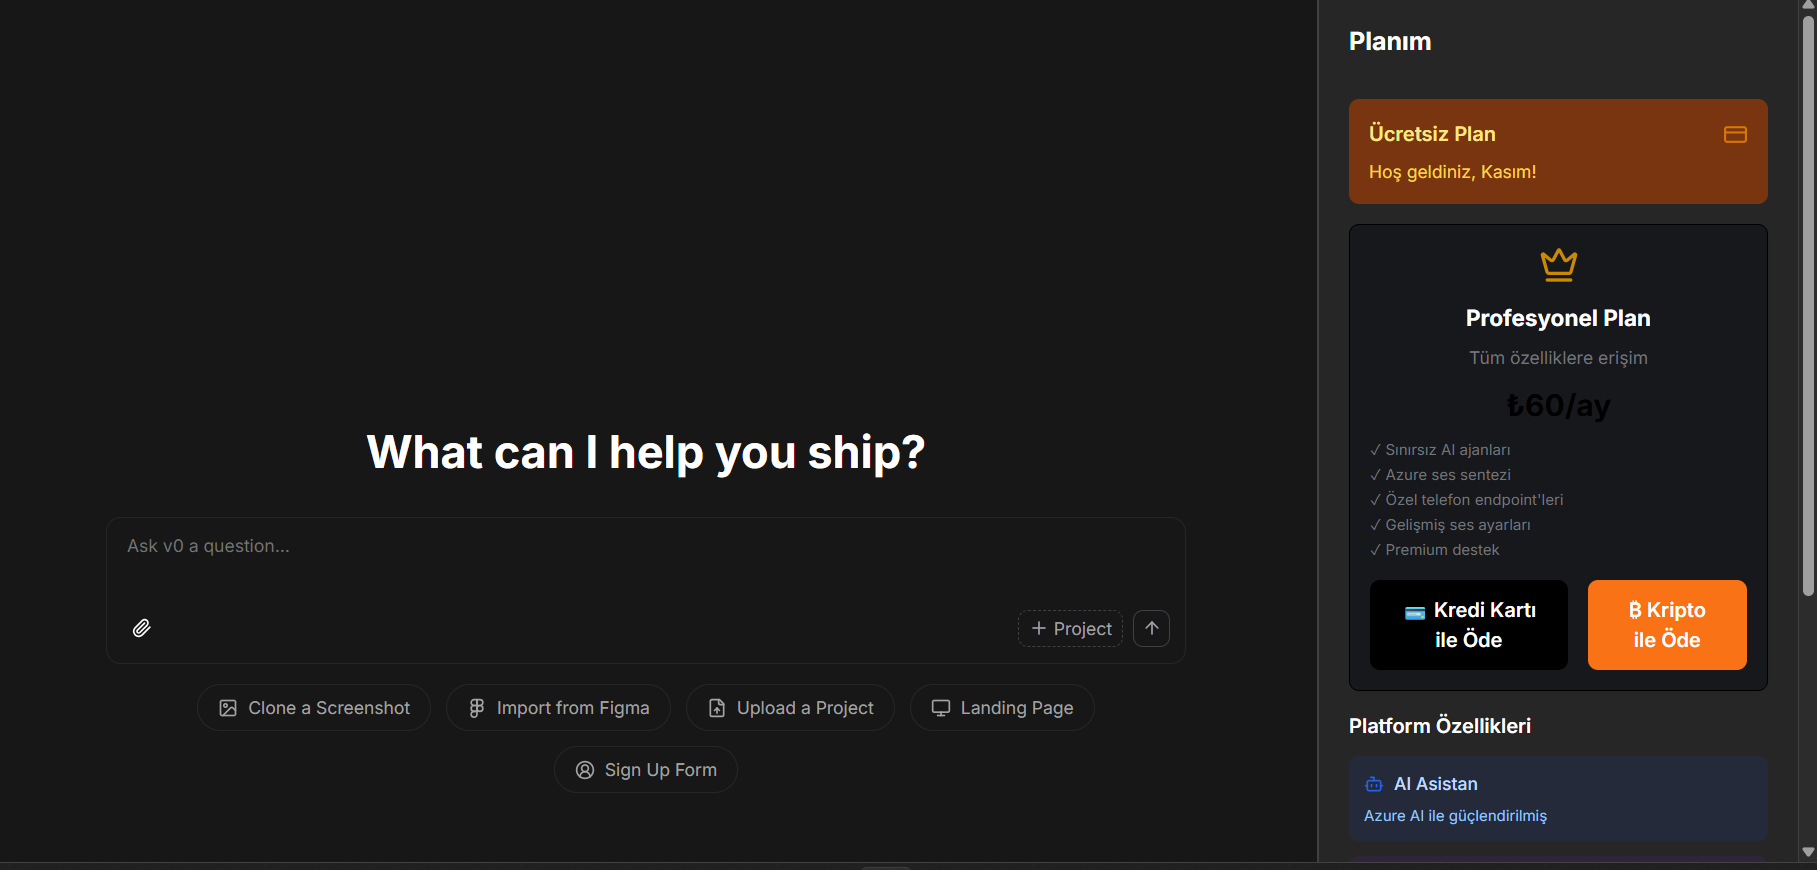 What can I help you ship?
Ask v0 a question...
Project
Clone a Screenshot
Import from Figma
Upload a Project
Landing Page
Sign Up Form
Planım
Ücretsiz Plan
Hoş geldiniz, Kasım!
Profesyonel Plan
Tüm özelliklere erişim
₺60/ay
✓ Sınırsız AI ajanları
✓ Azure ses sentezi
✓ Özel telefon endpoint'leri
✓ Gelişmiş ses ayarları
✓ Premium destek
💳 Kredi Kartı
ile Öde
₿ Kripto
ile Öde
Platform Özellikleri
AI Asistan
Azure AI ile güçlendirilmiş